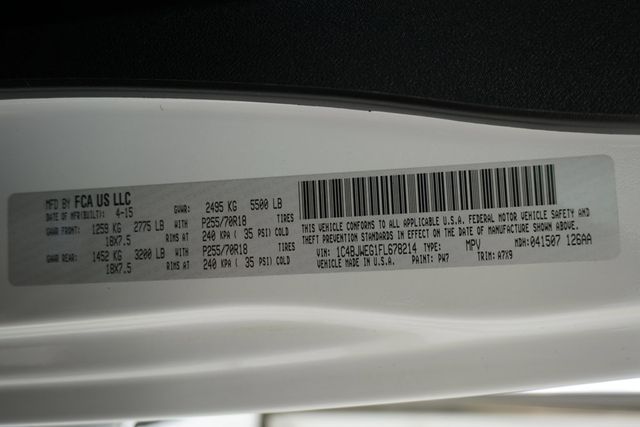 MFD BY FCA US LLC
DATE OF MFR(BUILT): 4-15 GVWR: 2495 KG 5500 LB
GAWR FRONT: 1259 KG 2775 LB WITH P255/70R18 TIRES
18X7.5 RIMS AT 240 KPA ( 35 PSI) COLD
GAWR REAR: 1452 KG 3200 LB WITH P255/70R18 TIRES
18X7.5 RIMS AT 240 KPA ( 35 PSI) COLD
THIS VEHICLE CONFORMS TO ALL APPLICABLE U.S.A. FEDERAL MOTOR VEHICLE SAFETY AND
THEFT PREVENTION STANDARDS IN EFFECT ON THE DATE OF MANUFACTURE SHOWN ABOVE.
VIN: 1C4BJWEG1FL678214 TYPE: MPV MDH: 041507 126AA
VEHICLE MADE IN U.S.A. PAINT: PW7 TRIM: A7X9